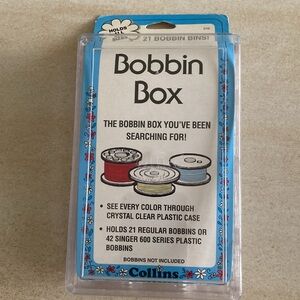 HOLDS
ALL
21 BOBBIN BINS!
Bobbin
Box
THE BOBBIN BOX YOU'VE BEEN
SEARCHING FOR!
• SEE EVERY COLOR THROUGH
CRYSTAL CLEAR PLASTIC CASE
• HOLDS 21 REGULAR BOBBINS OR
42 SINGER 600 SERIES PLASTIC
BOBBINS
BOBBINS NOT INCLUDED
Collins